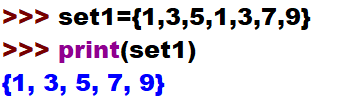 >>> set1={1,3,5,1,3,7,9}
>>> print(set1)
{1, 3, 5, 7, 9}